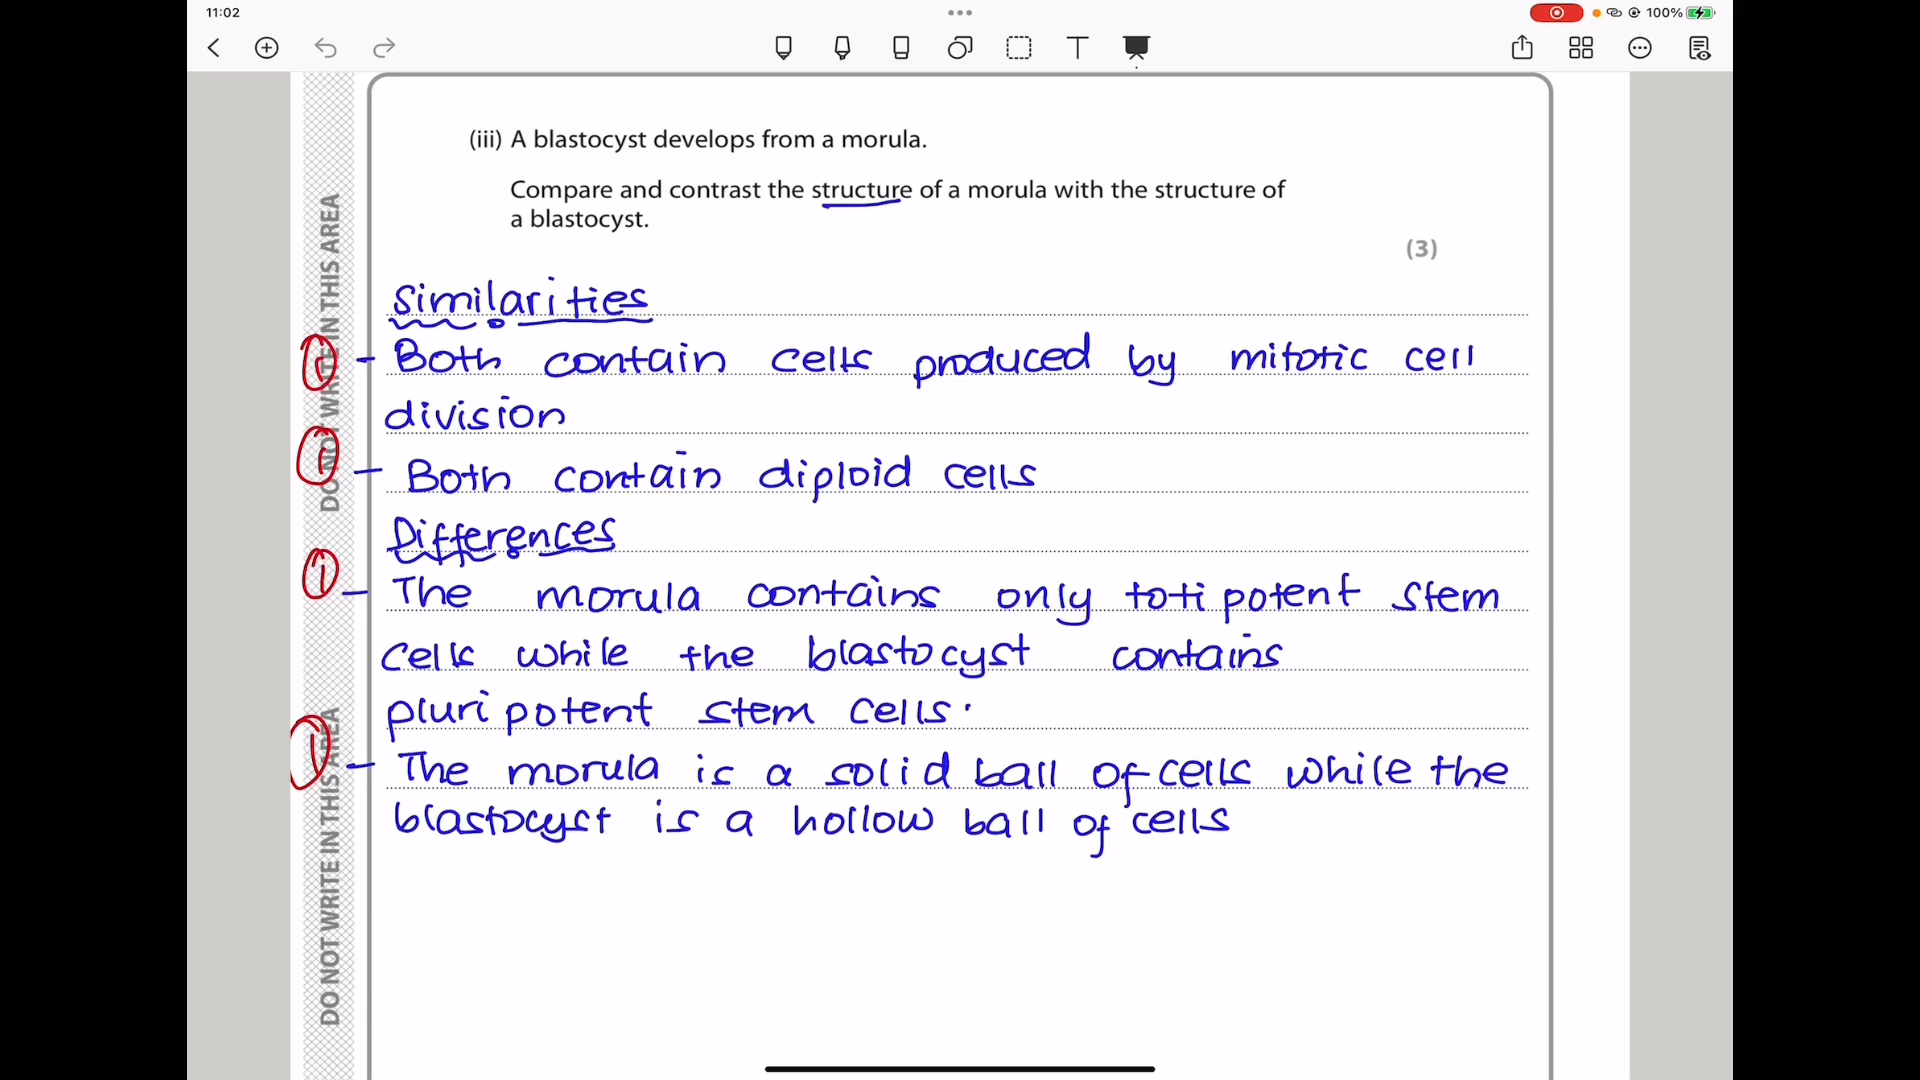 11:02
100%
(iii) A blastocyst develops from a morula.
Compare and contrast the structure of a morula with the structure of
a blastocyst.
(3)
DO NOT WRITE IN THIS AREA
DO NOT WRITE IN THIS AREA
Similarities
① - Both contain cells produced by mitotic cell
division
① - Both contain diploid cells
Differences
① - The morula contains only totipotent stem
cells while the blastocyst contains
pluripotent stem cells.
① - The morula is a solid ball of cells while the
blastocyst is a hollow ball of cells